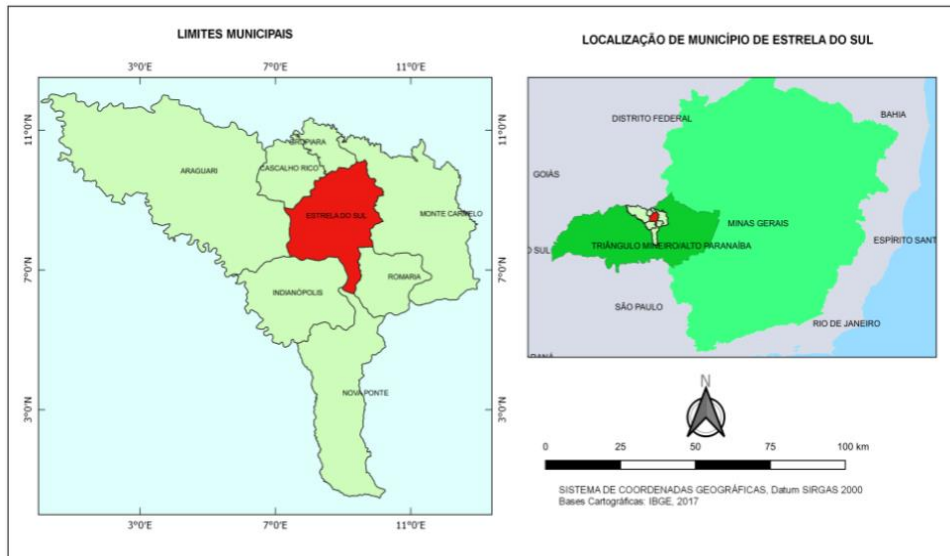 LIMITES MUNICIPAIS
3°0'E
7°0'E
11°0'E
11°0'N
11°0'N
GRUPIARA
CASCALHO RICO
ARAGUARI
ESTRELA DO SUL
MONTE CARMELO
7°0'N
7°0'N
ROMARIA
INDIANÓPOLIS
NOVA PONTE
3°0'N
3°0'N
3°0'E
7°0'E
11°0'E
LOCALIZAÇÃO DE MUNICÍPIO DE ESTRELA DO SUL
DISTRITO FEDERAL
BAHIA
GOIÁS
MINAS GERAIS
ESPÍRITO SANT
TRIÂNGULO MINEIRO/ALTO PARANAÍBA
O SUL
SÃO PAULO
RIO DE JANEIRO
RANÁ
N
0 25 50 75 100 km
SISTEMA DE COORDENADAS GEOGRÁFICAS, Datum SIRGAS 2000
Bases Cartográficas: IBGE, 2017